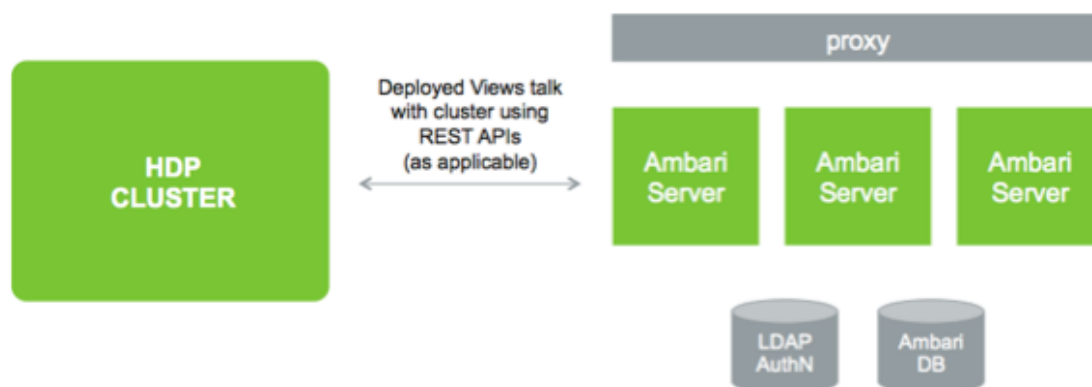 proxy
Deployed Views talk
with cluster using
REST APIs
(as applicable)
HDP
CLUSTER
Ambari
Server
Ambari
Server
Ambari
Server
LDAP
AuthN
Ambari
DB